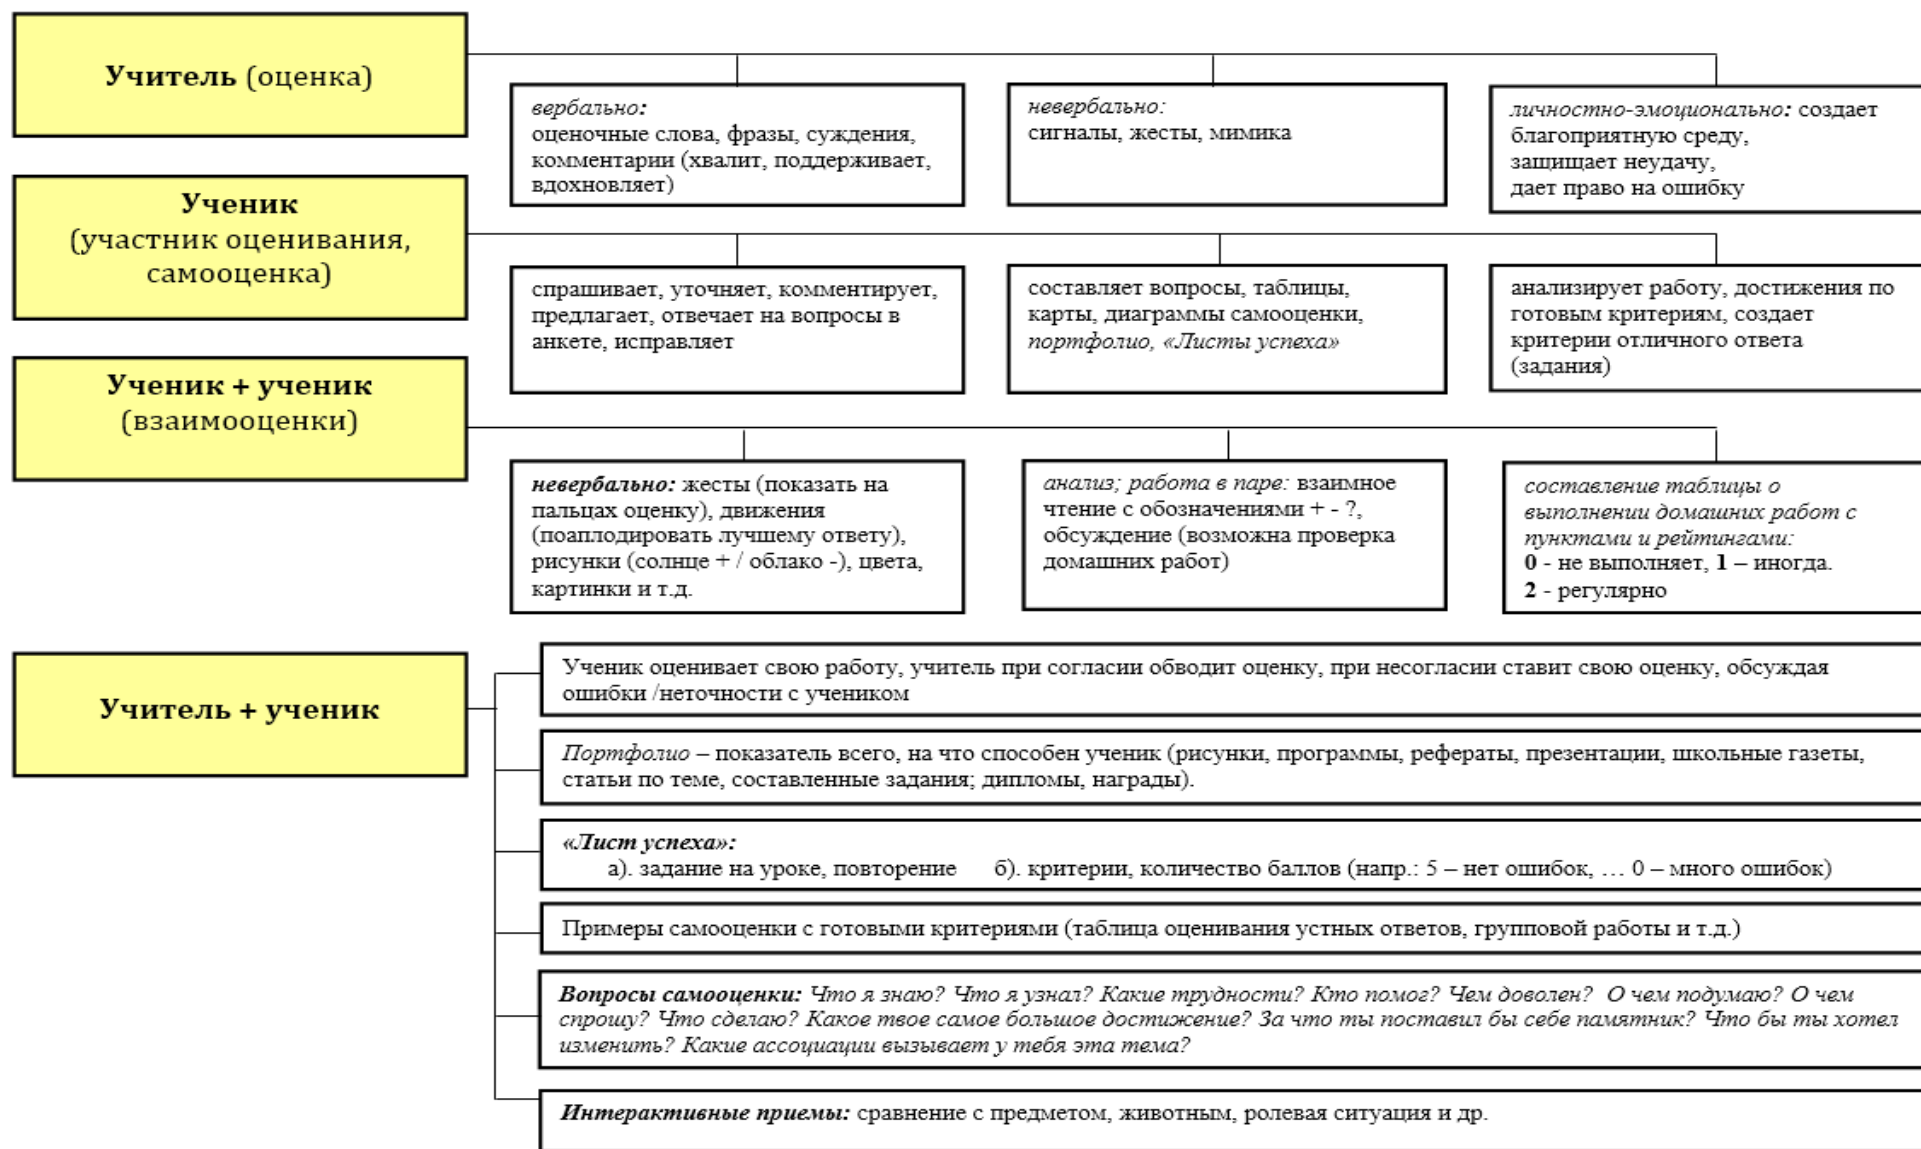 Учитель (оценка)
вербально:
оценочные слова, фразы, суждения,
комментарии (хвалит, поддерживает,
вдохновляет)
невербально:
сигналы, жесты, мимика
личностно-эмоционально: создает
благоприятную среду,
защищает неудачу,
дает право на ошибку
Ученик
(участник оценивания,
самооценка)
спрашивает, уточняет, комментирует,
предлагает, отвечает на вопросы в
анкете, исправляет
составляет вопросы, таблицы,
карты, диаграммы самооценки,
портфолио, «Листы успеха»
анализирует работу, достижения по
готовым критериям, создает
критерии отличного ответа
(задания)
Ученик + ученик
(взаимооценки)
невербально: жесты (показать на
пальцах оценку), движения
(поаплодировать лучшему ответу),
рисунки (солнце + / облако -), цвета,
картинки и т.д.
анализ; работа в паре: взаимное
чтение с обозначениями + - ?,
обсуждение (возможна проверка
домашних работ)
составление таблицы о
выполнении домашних работ с
пунктами и рейтингами:
0 - не выполняет, 1 – иногда.
2 - регулярно
Учитель + ученик
Ученик оценивает свою работу, учитель при согласии обводит оценку, при несогласии ставит свою оценку, обсуждая
ошибки /неточности с учеником
Портфолио – показатель всего, на что способен ученик (рисунки, программы, рефераты, презентации, школьные газеты,
статьи по теме, составленные задания; дипломы, награды).
«Лист успеха»:
а). задание на уроке, повторение б). критерии, количество баллов (напр.: 5 – нет ошибок, … 0 – много ошибок)
Примеры самооценки с готовыми критериями (таблица оценивания устных ответов, групповой работы и т.д.)
Вопросы самооценки: Что я знаю? Что я узнал? Какие трудности? Кто помог? Чем доволен? О чем подумаю? О чем
спрошу? Что сделаю? Какое твое самое большое достижение? За что ты поставил бы себе памятник? Что бы ты хотел
изменить? Какие ассоциации вызывает у тебя эта тема?
Интерактивные приемы: сравнение с предметом, животным, ролевая ситуация и др.